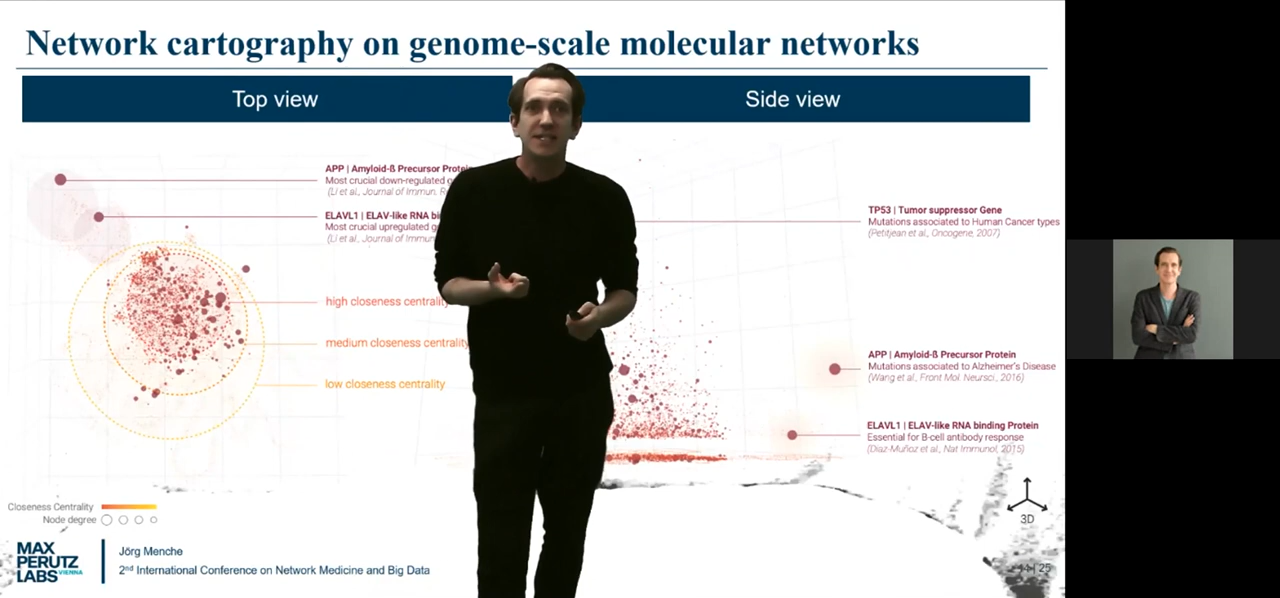 Network cartography on genome-scale molecular networks
Top view
Side view
APP | Amyloid-ß Precursor Protein
Most crucial down-regulated
(Li et al., Journal of Immun.
ELAVL1 | ELAV-like RNA
Most crucial upregulated
(Li et al., Journal of Immun
high closeness centrality
medium closeness centrality
low closeness centrality
TP53 | Tumor suppressor Gene
Mutations associated to Human Cancer types
(Petitjean et al., Oncogene, 2007)
APP | Amyloid-ß Precursor Protein
Mutations associated to Alzheimer's Disease
(Wang et al., Front Mol. Neursci., 2016)
ELAVL1 | ELAV-like RNA binding Protein
Essential for B-cell antibody response
(Diaz-Muñoz et al., Nat Immunol, 2015)
3D
Closeness Centrality
Node degree
MAX
PERUTZ
LABS VIENNA
Jörg Menche
2nd International Conference on Network Medicine and Big Data
25